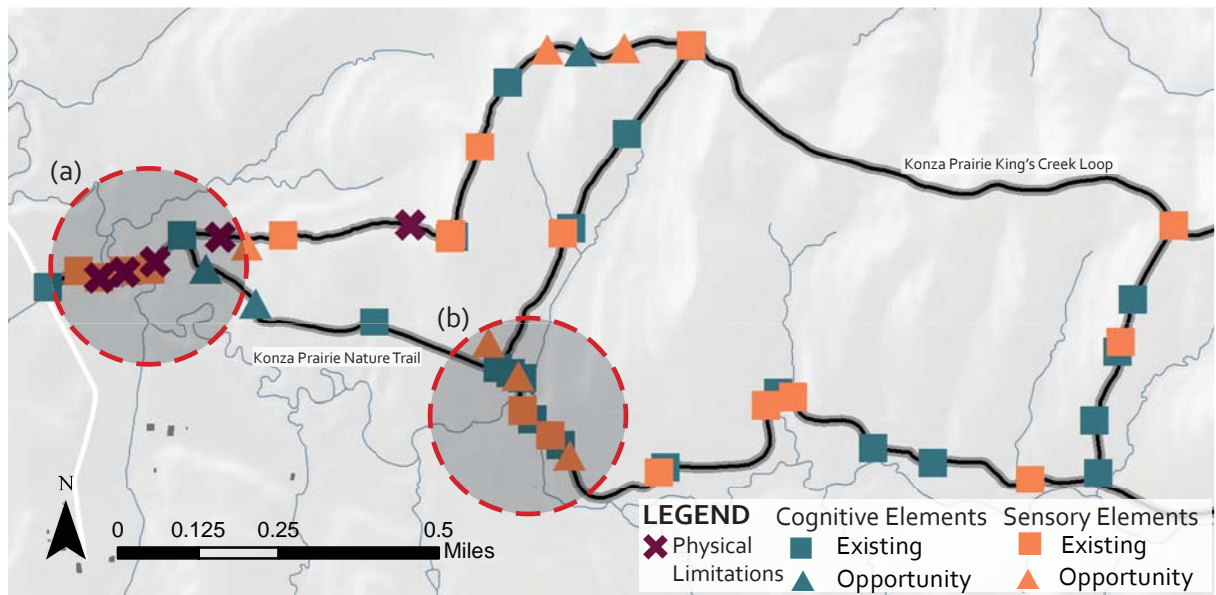 Konza Prairie King's Creek Loop
(a)
(b)
Konza Prairie Nature Trail
N
0 0.125 0.25 0.5
Miles
LEGEND Cognitive Elements Sensory Elements
Physical Existing Existing
Limitations Opportunity Opportunity